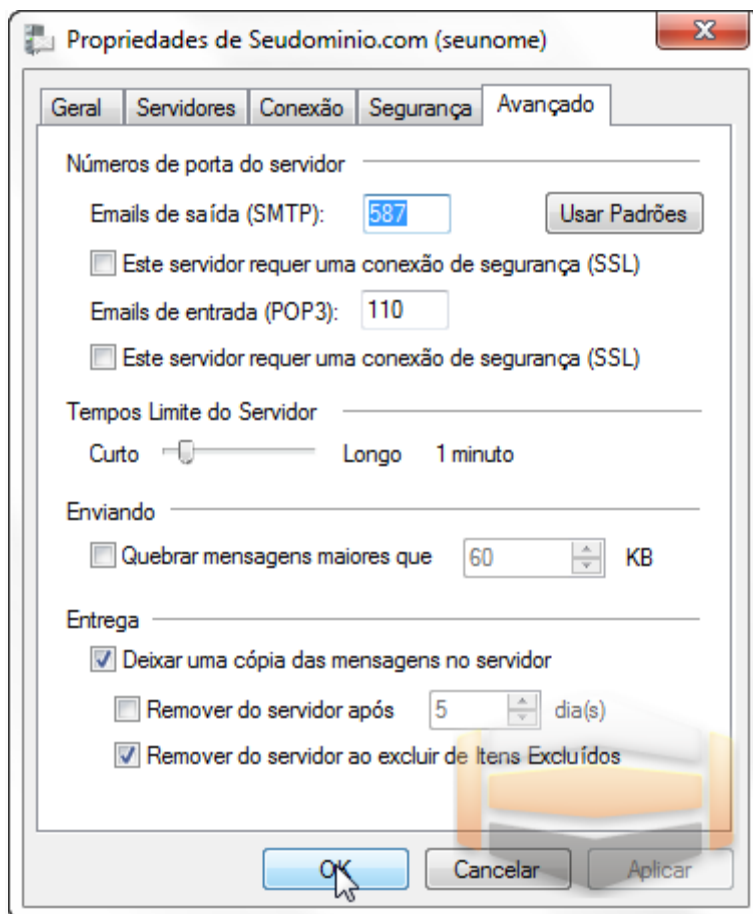 Propriedades de Seudominio.com (seunome)
Geral Servidores Conexão Segurança Avançado
Números de porta do servidor
Emails de saída (SMTP): 587 Usar Padrões
Este servidor requer uma conexão de segurança (SSL)
Emails de entrada (POP3): 110
Este servidor requer uma conexão de segurança (SSL)
Tempos Limite do Servidor
Curto Longo 1 minuto
Enviando
Quebrar mensagens maiores que 60 KB
Entrega
Deixar uma cópia das mensagens no servidor
Remover do servidor após 5 dia(s)
Remover do servidor ao excluir de Itens Excluídos
OK Cancelar Aplicar